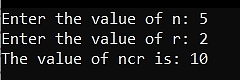 Enter the value of n: 5
Enter the value of r: 2
The value of ncr is: 10